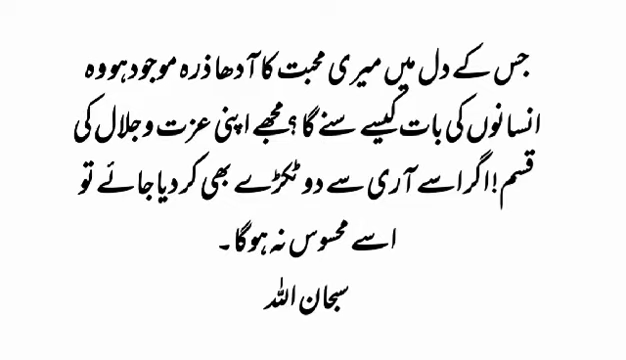 جس کے دل میں میری محبت کا آدھا ذرہ موجود ہو وہ
انسانوں کی بات کیسے سنے گا؟ مجھے اپنی عزت و جلال کی
قسم! اگر اسے آری سے دو ٹکڑے بھی کر دیا جائے تو
اسے محسوس نہ ہوگا۔
سبحان اللہ